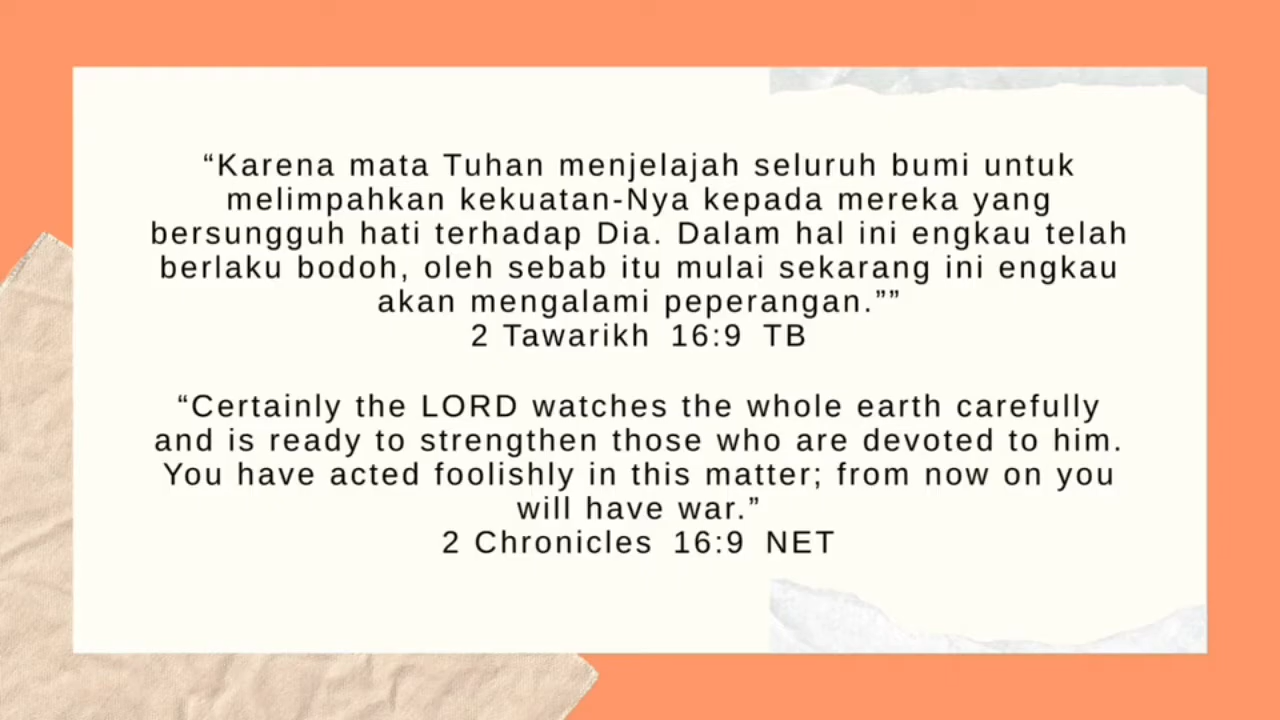 “Karena mata Tuhan menjelajah seluruh bumi untuk
melimpahkan kekuatan-Nya kepada mereka yang
bersungguh hati terhadap Dia. Dalam hal ini engkau telah
berlaku bodoh, oleh sebab itu mulai sekarang ini engkau
akan mengalami peperangan.””
2 Tawarikh 16:9 TB
“Certainly the LORD watches the whole earth carefully
and is ready to strengthen those who are devoted to him.
You have acted foolishly in this matter; from now on you
will have war.”
2 Chronicles 16:9 NET